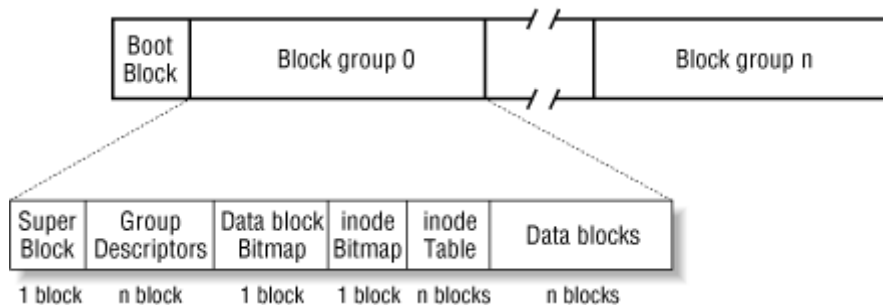 Boot
Block
Block group 0
Block group n
Super
Block
Group
Descriptors
Data block
Bitmap
inode
Bitmap
inode
Table
Data blocks
1 block
n block
1 block
1 block
n blocks
n blocks